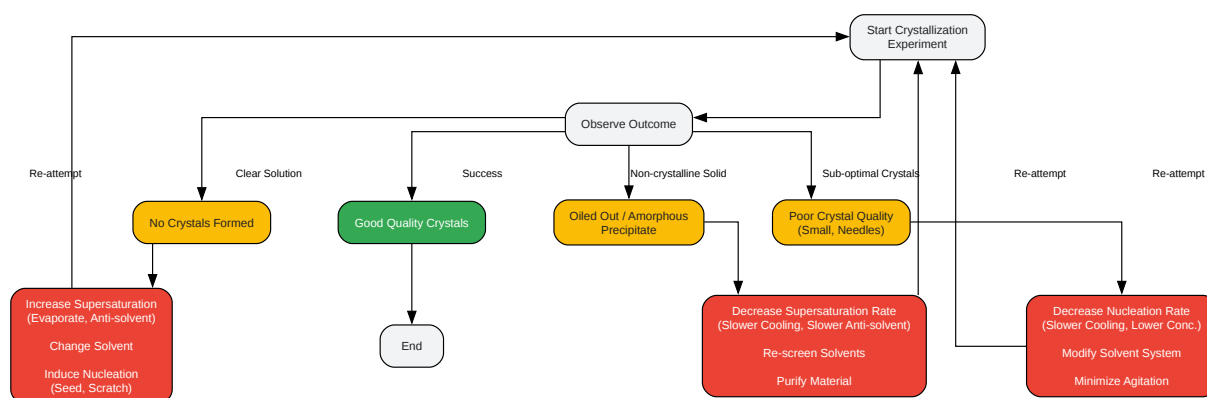 Start Crystallization
Experiment
Observe Outcome
Re-attempt
Clear Solution
Success
Non-crystalline Solid
Sub-optimal Crystals
Re-attempt
Re-attempt
No Crystals Formed
Good Quality Crystals
Oiled Out / Amorphous
Precipitate
Poor Crystal Quality
(Small, Needles)
Increase Supersaturation
(Evaporate, Anti-solvent)
Change Solvent
Induce Nucleation
(Seed, Scratch)
End
Decrease Supersaturation Rate
(Slower Cooling, Slower Anti-solvent)
Re-screen Solvents
Purify Material
Decrease Nucleation Rate
(Slower Cooling, Lower Conc.)
Modify Solvent System
Minimize Agitation